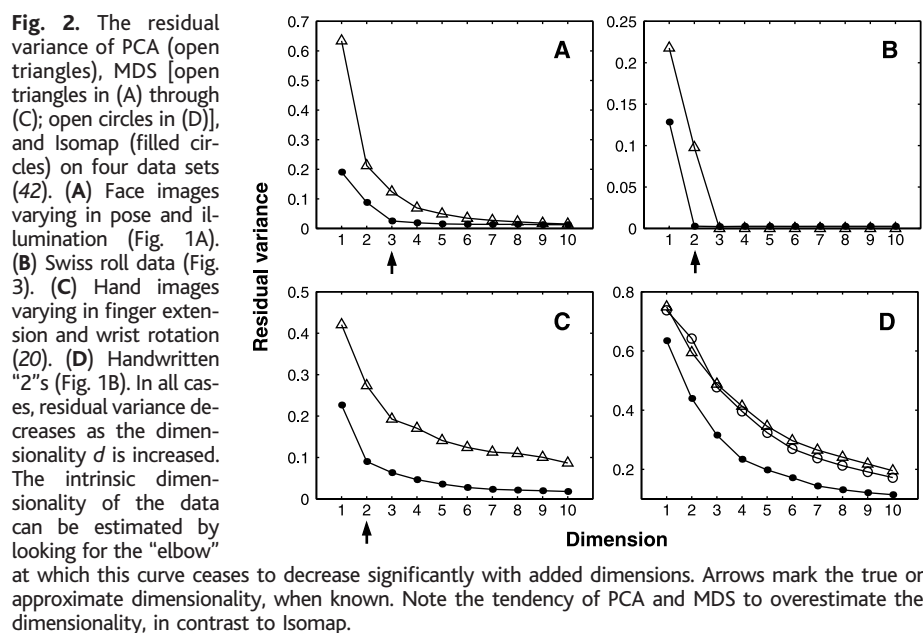 Fig. 2. The residual
variance of PCA (open
triangles), MDS [open
triangles in (A) through
(C); open circles in (D)],
and Isomap (filled cir-
cles) on four data sets
(42). (A) Face images
varying in pose and il-
lumination (Fig. 1A).
(B) Swiss roll data (Fig.
3). (C) Hand images
varying in finger exten-
sion and wrist rotation
(20). (D) Handwritten
"2"s (Fig. 1B). In all cas-
es, residual variance de-
creases as the dimen-
sionality d is increased.
The intrinsic dimen-
sionality of the data
can be estimated by
looking for the "elbow"
at which this curve ceases to decrease significantly with added dimensions. Arrows mark the true or
approximate dimensionality, when known. Note the tendency of PCA and MDS to overestimate the
dimensionality, in contrast to Isomap.
Residual variance
A
0.7
0.6
0.5
0.4
0.3
0.2
0.1
0
1 2 3 4 5 6 7 8 9 10
B
0.25
0.2
0.15
0.1
0.05
0
1 2 3 4 5 6 7 8 9 10
C
0.5
0.4
0.3
0.2
0.1
0
1 2 3 4 5 6 7 8 9 10
D
0.8
0.6
0.4
0.2
1 2 3 4 5 6 7 8 9 10
Dimension